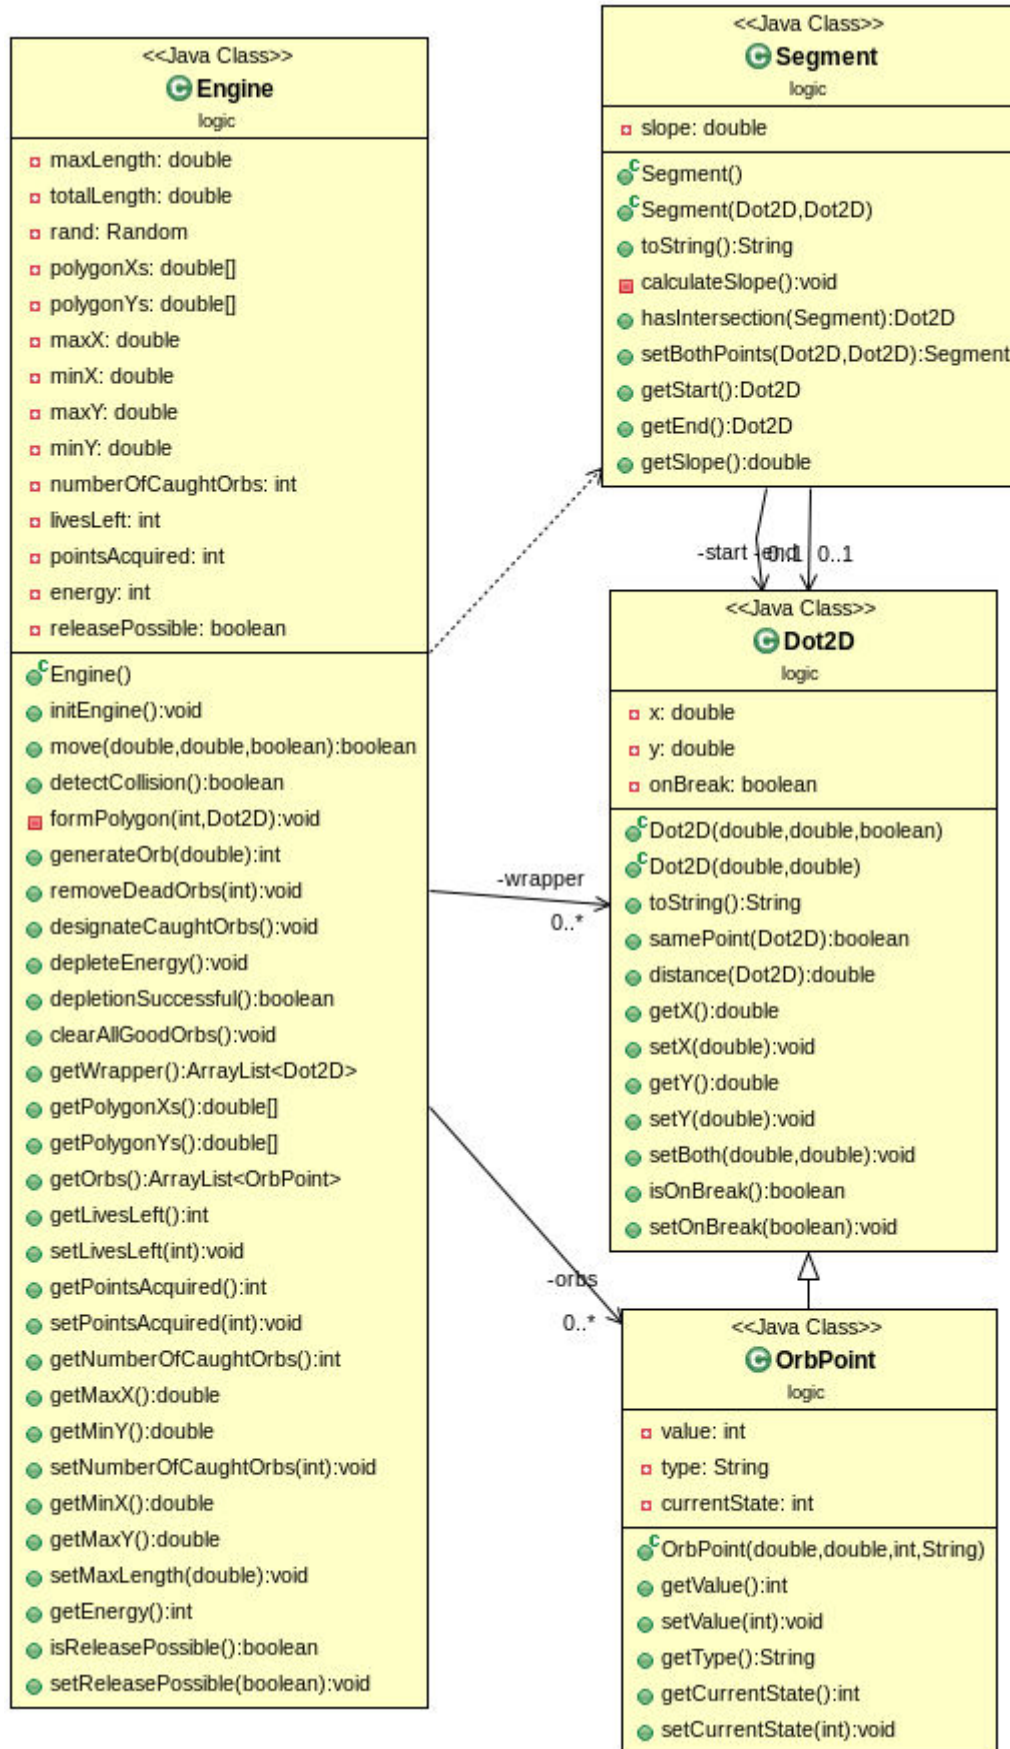 <<Java Class>>
Engine
logic
maxLength: double
totalLength: double
rand: Random
polygonXs: double[]
polygonYs: double[]
maxX: double
minX: double
maxY: double
minY: double
numberOfCaughtOrbs: int
livesLeft: int
pointsAcquired: int
energy: int
releasePossible: boolean
Engine()
initEngine():void
move(double,double,boolean):boolean
detectCollision():boolean
formPolygon(int,Dot2D):void
generateOrb(double):int
removeDeadOrbs(int):void
designateCaughtOrbs():void
depleteEnergy():void
depletionSuccessful():boolean
clearAllGoodOrbs():void
getWrapper():ArrayList<Dot2D>
getPolygonXs():double[]
getPolygonYs():double[]
getOrbs():ArrayList<OrbPoint>
getLivesLeft():int
setLivesLeft(int):void
getPointsAcquired():int
setPointsAcquired(int):void
getNumberOfCaughtOrbs():int
getMaxX():double
getMinY():double
setNumberOfCaughtOrbs(int):void
getMinX():double
getMaxY():double
setMaxLength(double):void
getEnergy():int
isReleasePossible():boolean
setReleasePossible(boolean):void
<<Java Class>>
Segment
logic
slope: double
Segment()
Segment(Dot2D,Dot2D)
toString():String
calculateSlope():void
hasIntersection(Segment):Dot2D
setBothPoints(Dot2D,Dot2D):Segment
getStart():Dot2D
getEnd():Dot2D
getSlope():double
-start -end 0..1 0..1
<<Java Class>>
Dot2D
logic
x: double
y: double
onBreak: boolean
Dot2D(double,double,boolean)
Dot2D(double,double)
toString():String
samePoint(Dot2D):boolean
distance(Dot2D):double
getX():double
setX(double):void
getY():double
setY(double):void
setBoth(double,double):void
isOnBreak():boolean
setOnBreak(boolean):void
-wrapper
0..*
-orbs
0..*
<<Java Class>>
OrbPoint
logic
value: int
type: String
currentState: int
OrbPoint(double,double,int,String)
getValue():int
setValue(int):void
getType():String
getCurrentState():int
setCurrentState(int):void